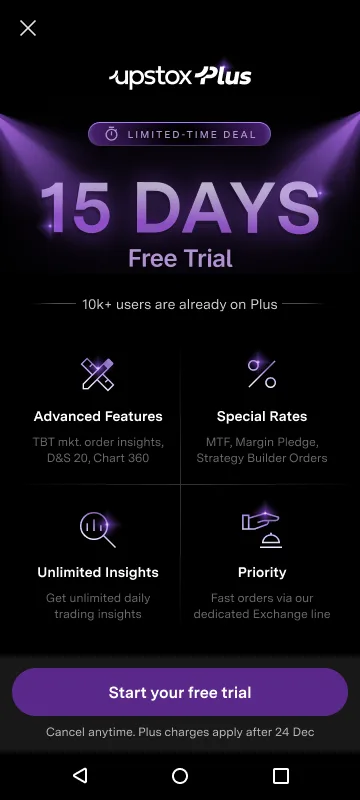 upstox Plus
LIMITED-TIME DEAL
15 DAYS
Free Trial
10k+ users are already on Plus
Advanced Features
TBT mkt. order insights,
D&S 20, Chart 360
Special Rates
MTF, Margin Pledge,
Strategy Builder Orders
Unlimited Insights
Get unlimited daily
trading insights
Priority
Fast orders via our
dedicated Exchange line
Start your free trial
Cancel anytime. Plus charges apply after 24 Dec